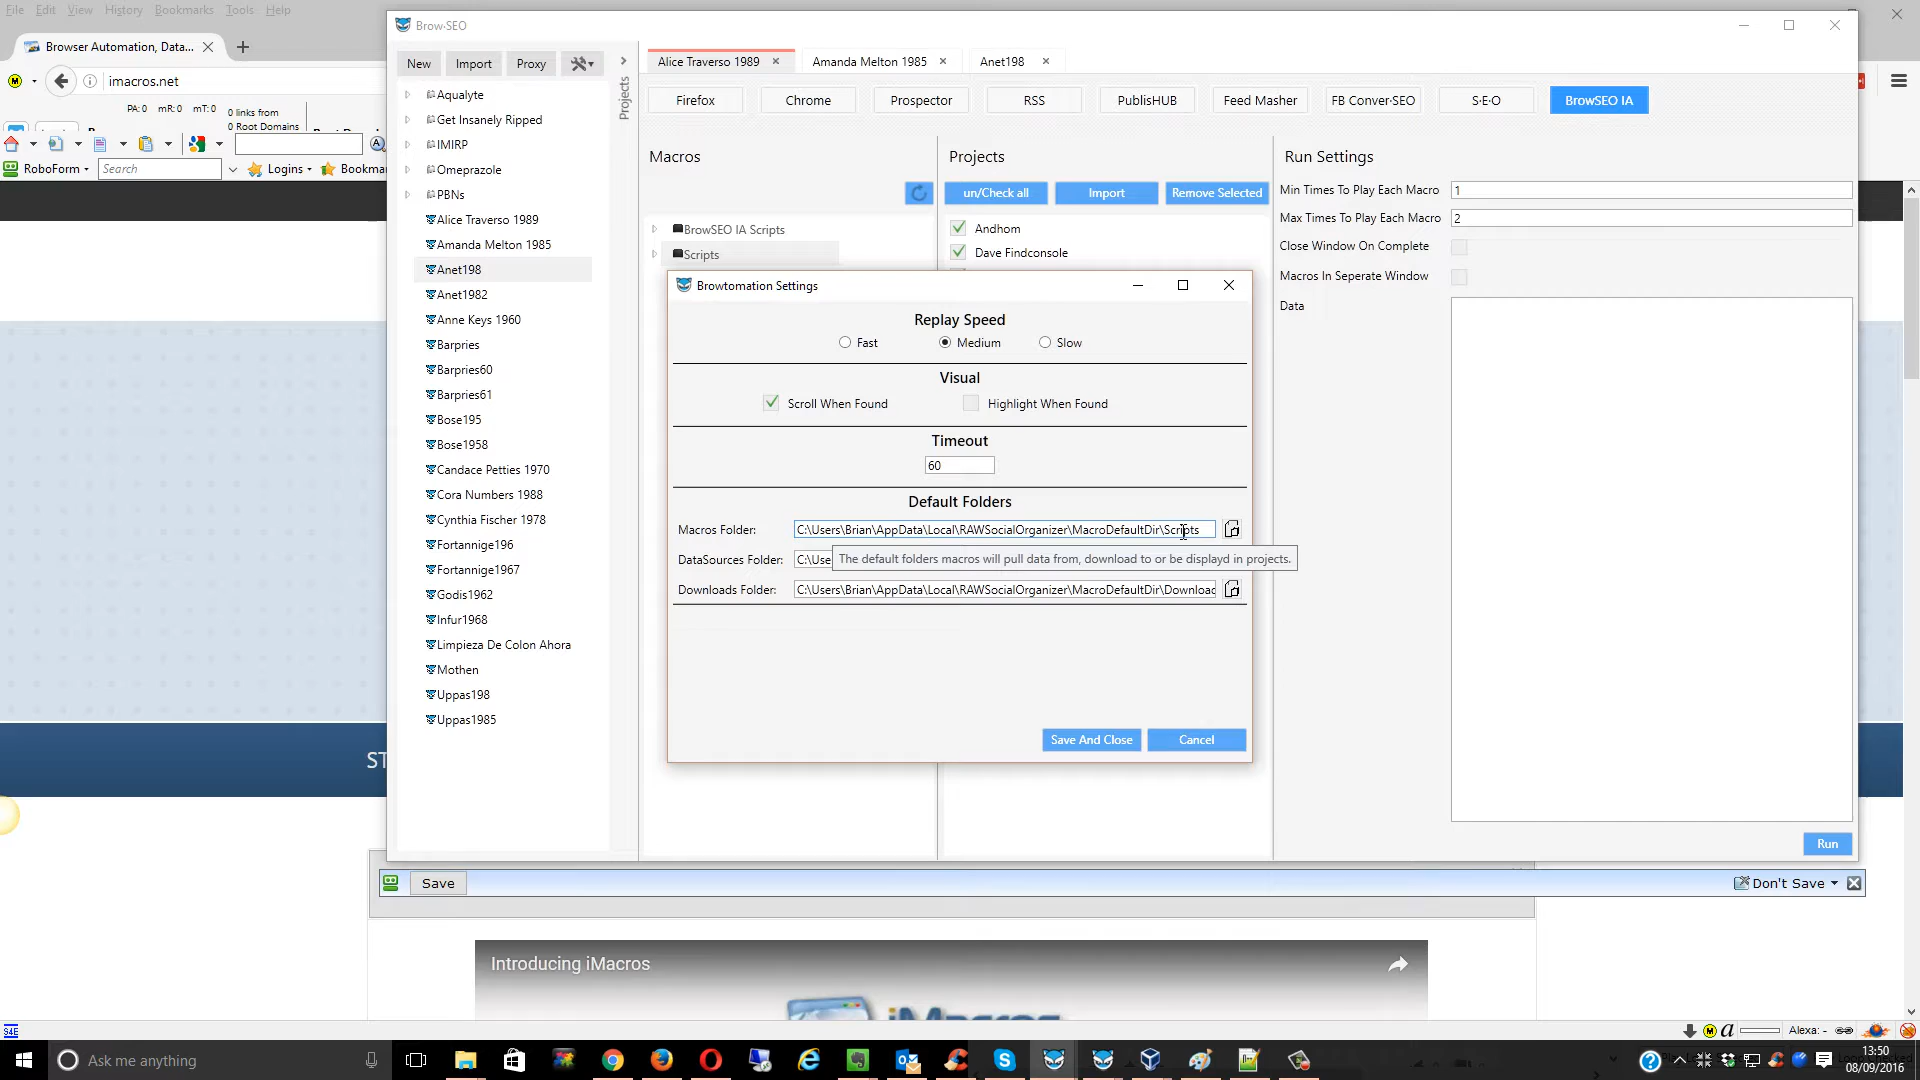 File Edit View History Bookmarks Tools Help
Browser Automation, Data...
imacros.net
PA: 0 mR: 0 mT: 0 0 links from
0 Root Domains
RoboForm Search Logins Bookma
Brow·SEO
New Import Proxy
Projects
Aqualyte
Get Insanely Ripped
IMIRP
Omeprazole
PBNs
Alice Traverso 1989
Amanda Melton 1985
Anet198
Anet1982
Anne Keys 1960
Barpries
Barpries60
Barpries61
Bose195
Bose1958
Candace Petties 1970
Cora Numbers 1988
Cynthia Fischer 1978
Fortannige196
Fortannige1967
Godis1962
Infur1968
Limpieza De Colon Ahora
Mothen
Uppas198
Uppas1985
Alice Traverso 1989 Amanda Melton 1985 Anet198
Firefox Chrome Prospector RSS PublisHUB Feed Masher FB Conver·SEO S·E·O BrowSEO IA
Macros
BrowSEO IA Scripts
Scripts
Projects
un/Check all Import Remove Selected
Andhom
Dave Findconsole
Run Settings
Min Times To Play Each Macro 1
Max Times To Play Each Macro 2
Close Window On Complete
Macros In Seperate Window
Data
Run
Browtomation Settings
Replay Speed
Fast Medium Slow
Visual
Scroll When Found Highlight When Found
Timeout
60
Default Folders
Macros Folder: C:\Users\Brian\AppData\Local\RAWSocialOrganizer\MacroDefaultDir\Scripts
DataSources Folder: C:\Use
The default folders macros will pull data from, download to or be displayd in projects.
Downloads Folder: C:\Users\Brian\AppData\Local\RAWSocialOrganizer\MacroDefaultDir\Downloac
Save And Close Cancel
ST
Save Don't Save
Introducing iMacros
iMacros
S4E
Alexa: -
Ask me anything
13:50
08/09/2016